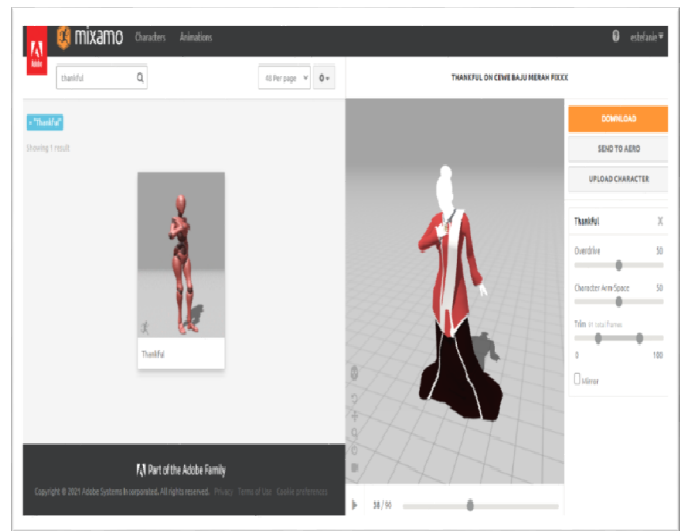 mixamo Characters Animations estefanie
Adobe
thankful
48 Per page
THANKFUL ON CEWE BAJU MERAH FIXXX
× "Thankful"
Showing 1 result
Thankful
DOWNLOAD
SEND TO AERO
UPLOAD CHARACTER
Thankful X
Overdrive 50
Character Arm-Space 50
Trim
0 100
Mirror
Part of the Adobe Family
Copyright © 2021 Adobe Systems Incorporated. All rights reserved. Privacy Terms of Use Cookie preferences